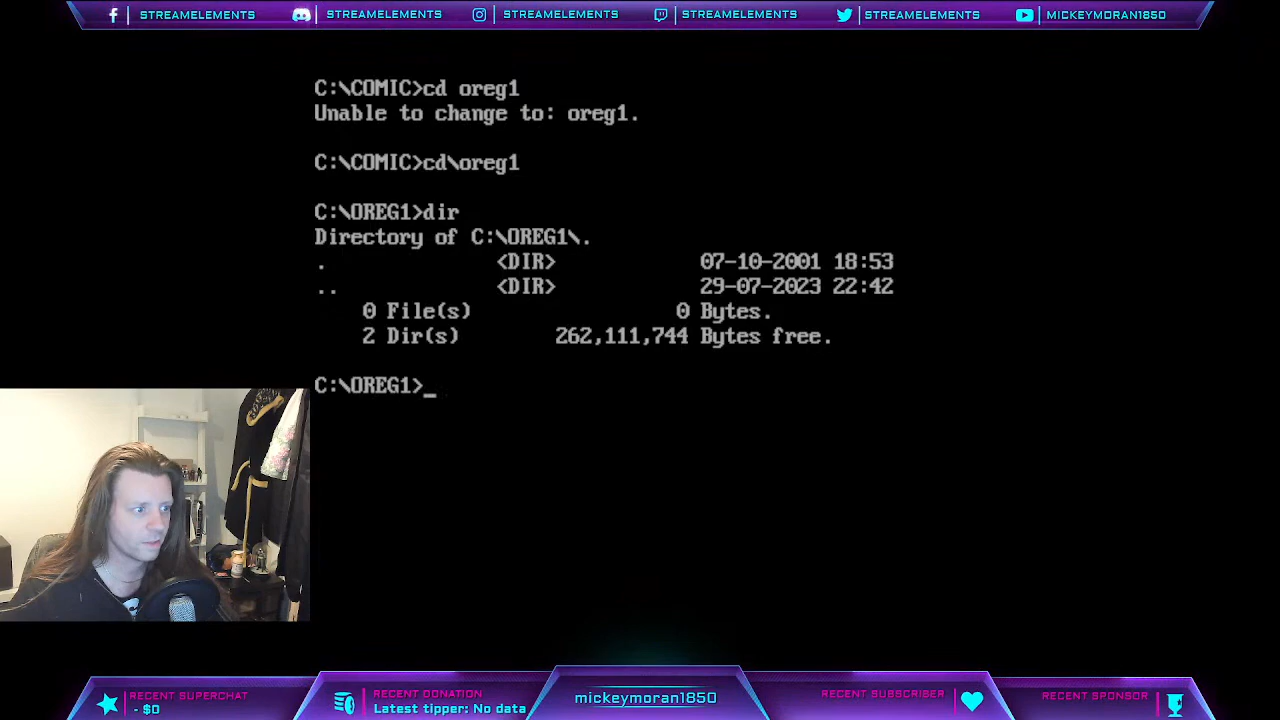 STREAMELEMENTS STREAMELEMENTS STREAMELEMENTS STREAMELEMENTS STREAMELEMENTS MICKEYMORAN1850
C:\COMIC>cd oreg1
Unable to change to: oreg1.
C:\COMIC>cd\oreg1
C:\OREG1>dir
Directory of C:\OREG1\.
. <DIR> 07-10-2001 18:53
.. <DIR> 29-07-2023 22:42
0 File(s) 0 Bytes.
2 Dir(s) 262,111,744 Bytes free.
C:\OREG1>_
RECENT SUPERCHAT
- $0
RECENT DONATION
Latest tipper: No data
mickeymoran1850
RECENT SUBSCRIBER
RECENT SPONSOR